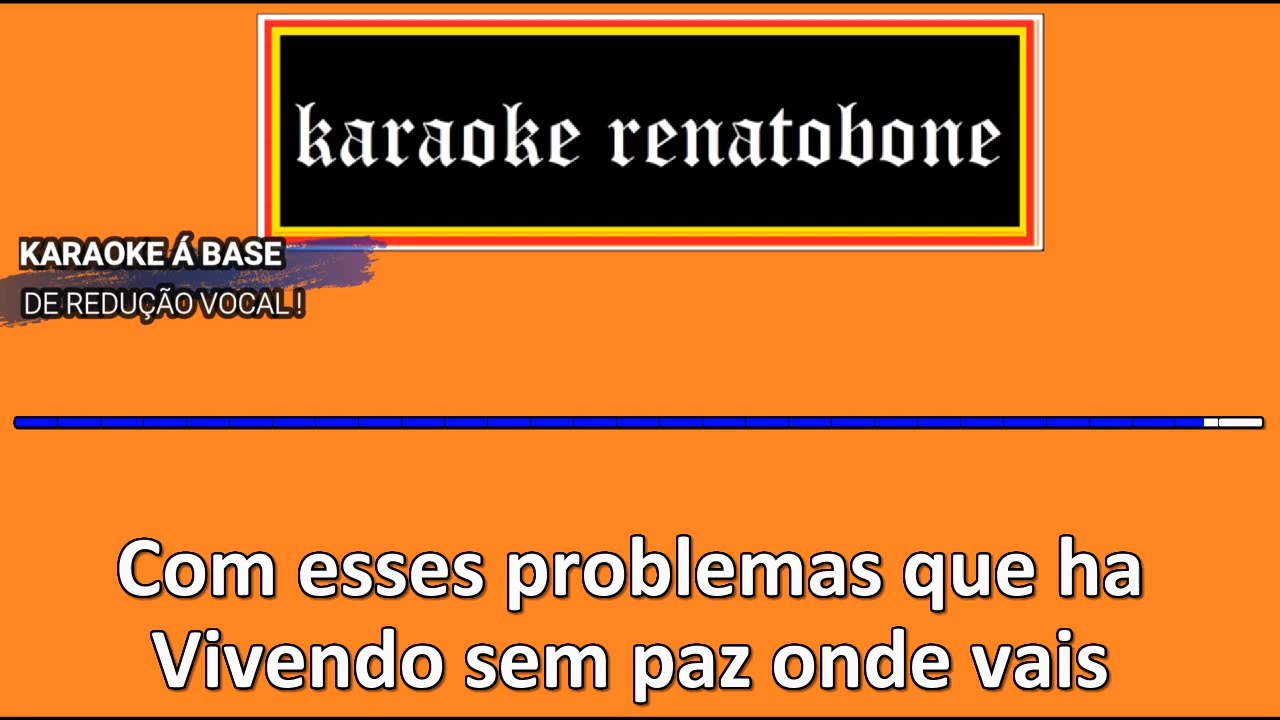 karaoke renatobone
KARAOKE Á BASE
DE REDUÇÃO VOCAL !
Com esses problemas que ha
Vivendo sem paz onde vais